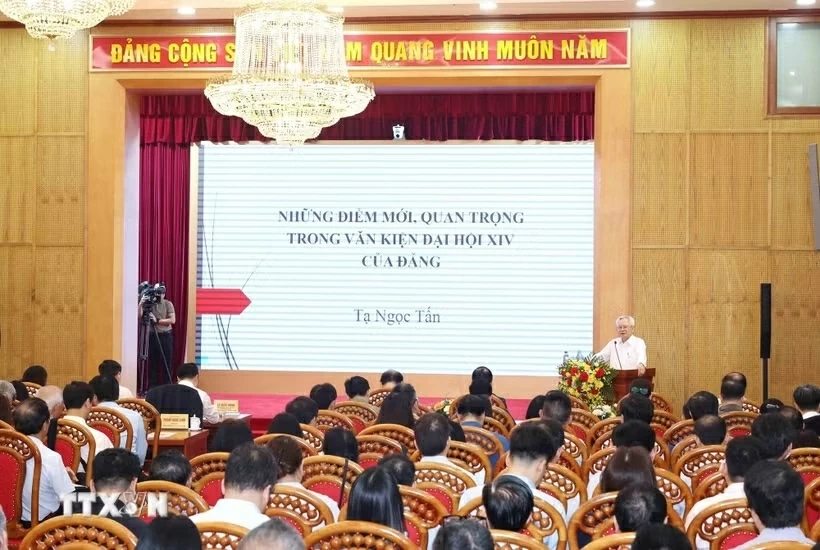 ĐẢNG CỘNG S M QUANG VINH MUÔN NĂM
NHỮNG ĐIỂM MỚI, QUAN TRỌNG
TRONG VĂN KIỆN ĐẠI HỘI XIV
CỦA ĐẢNG
Tạ Ngọc Tấn
TTXVN